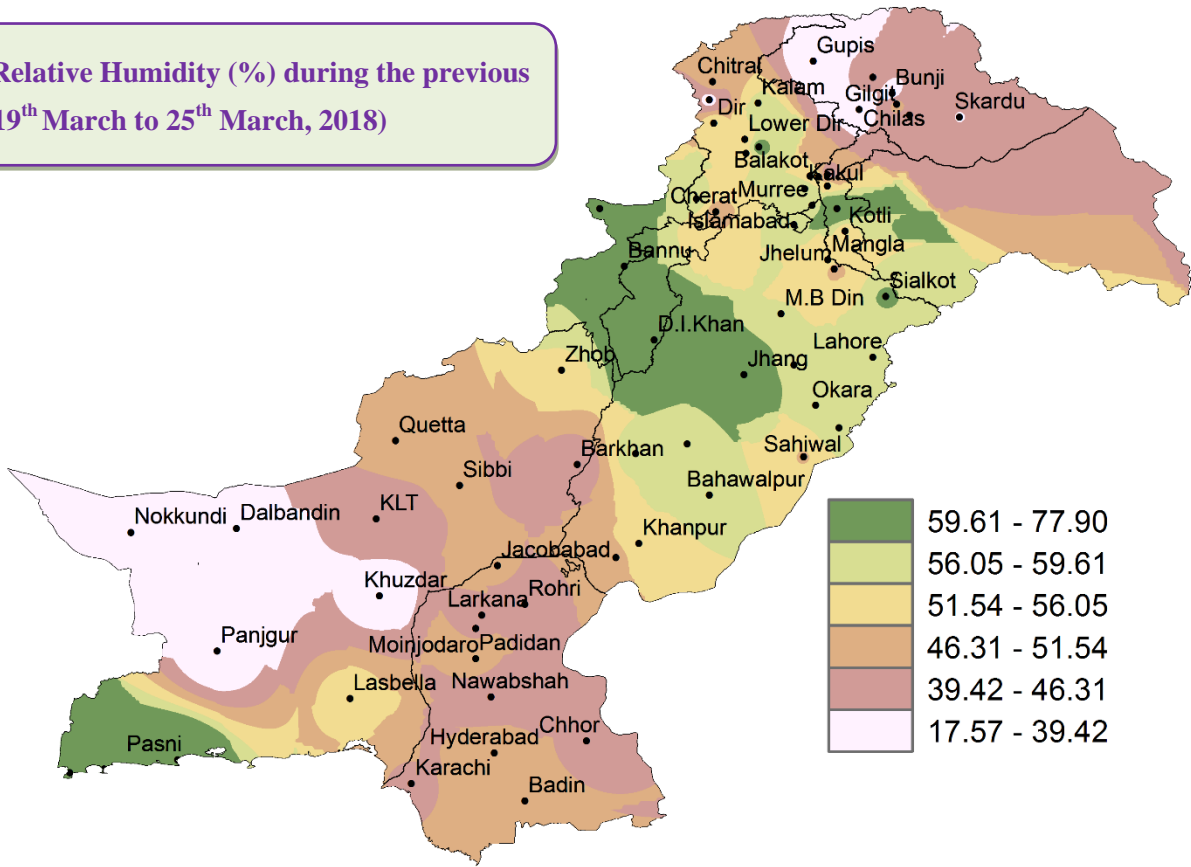 Relative Humidity (%) during the previous
19th March to 25th March, 2018)
Gupis
Chitral
Bunji
Kalam
Gilgit
Skardu
Dir
Chilas
Lower Dir
Balakot
Kakul
Cherat
Murree
Islamabad
Kotli
Mangla
Bannu
Jhelum
Sialkot
M.B Din
D.I.Khan
Lahore
Zhob
Jhang
Okara
Quetta
Barkhan
Sahiwal
Sibbi
Bahawalpur
Nokkundi
Dalbandin
KLT
Khanpur
Jacobabad
Khuzdar
Rohri
Larkana
Panjgur
Moinjodaro
Padidan
Lasbella
Nawabshah
Chhor
Pasni
Hyderabad
Karachi
Badin
59.61 - 77.90
56.05 - 59.61
51.54 - 56.05
46.31 - 51.54
39.42 - 46.31
17.57 - 39.42